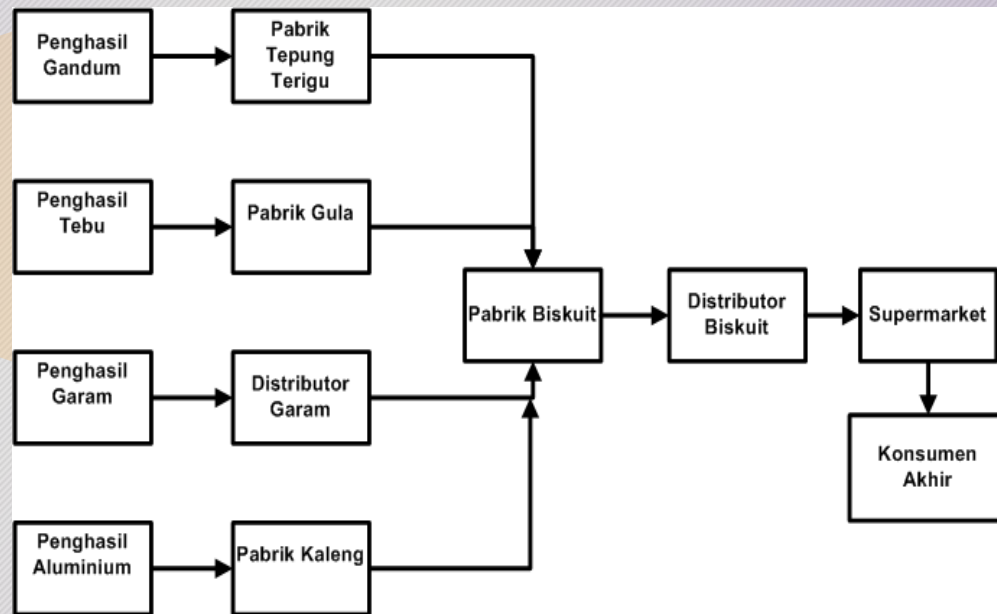 Penghasil
Gandum
Pabrik
Tepung
Terigu
Penghasil
Tebu
Pabrik Gula
Pabrik Biskuit
Distributor
Biskuit
Supermarket
Penghasil
Garam
Distributor
Garam
Konsumen
Akhir
Penghasil
Aluminium
Pabrik Kaleng